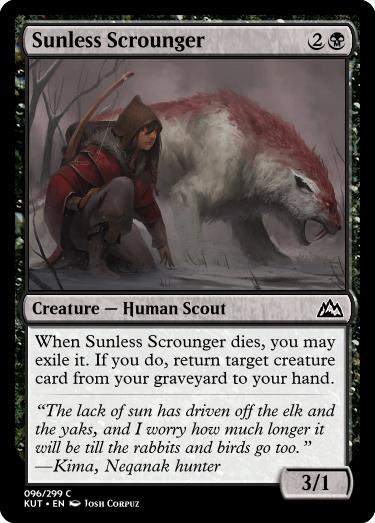 Sunless Scrounger 2
Creature — Human Scout
When Sunless Scrounger dies, you may
exile it. If you do, return target creature
card from your graveyard to your hand.
“The lack of sun has driven off the elk and
the yaks, and I worry how much longer it
will be till the rabbits and birds go too.”
—Kima, Neqanak hunter
3/1
096/299 C
KUT • EN Josh Corpuz